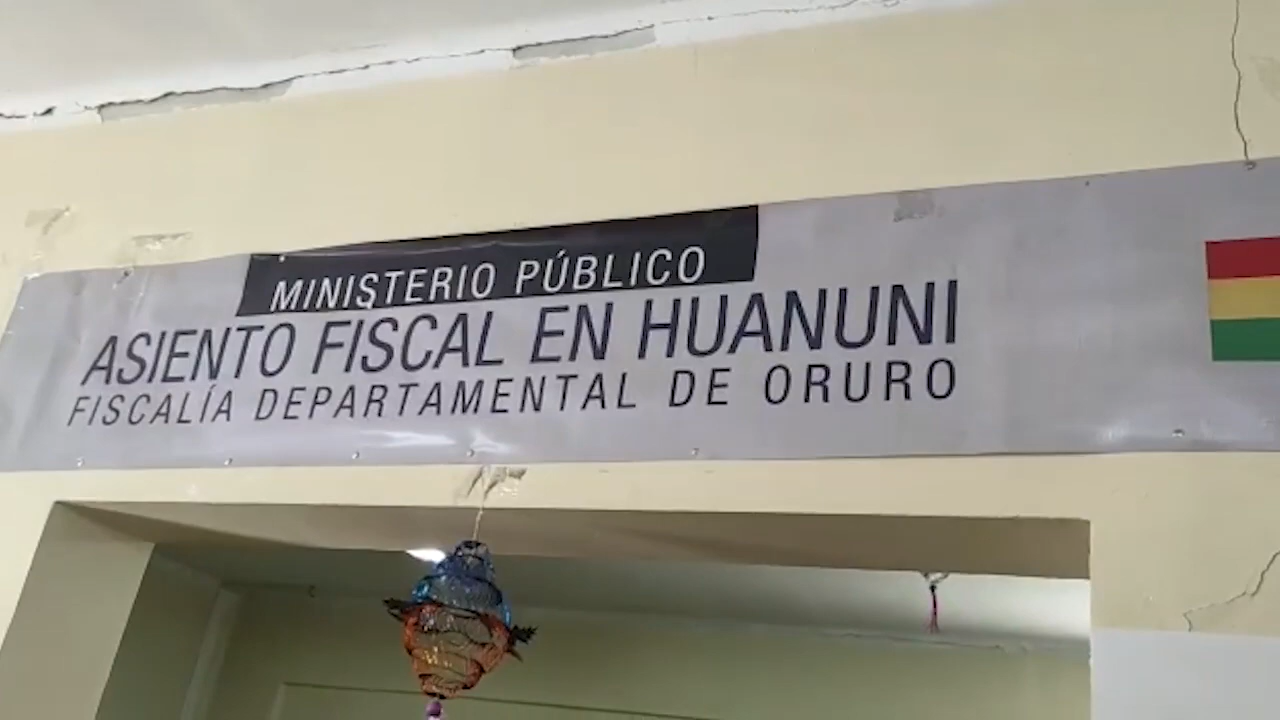 MINISTERIO PÚBLICO
ASIENTO FISCAL EN HUANUNI
FISCALÍA DEPARTAMENTAL DE ORURO